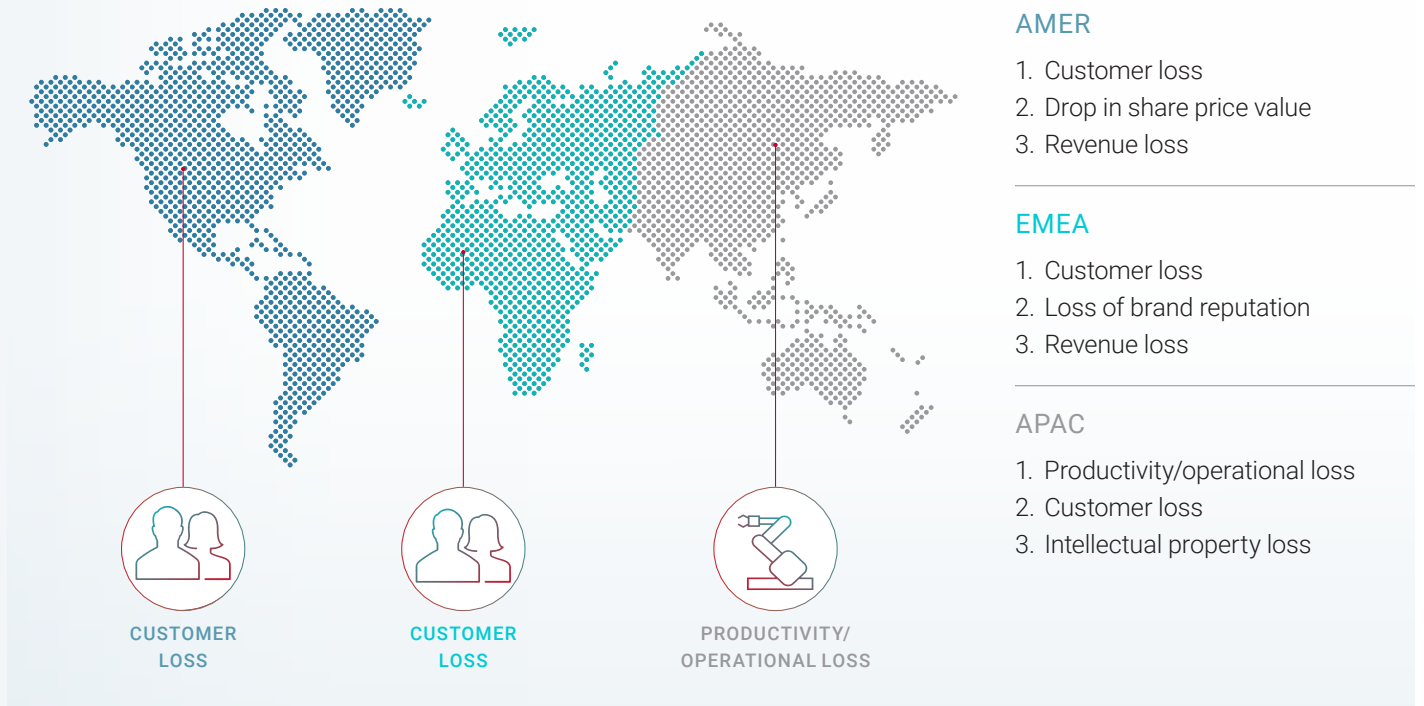 AMER
1. Customer loss
2. Drop in share price value
3. Revenue loss
EMEA
1. Customer loss
2. Loss of brand reputation
3. Revenue loss
APAC
1. Productivity/operational loss
2. Customer loss
3. Intellectual property loss
CUSTOMER
LOSS
CUSTOMER
LOSS
PRODUCTIVITY/
OPERATIONAL LOSS